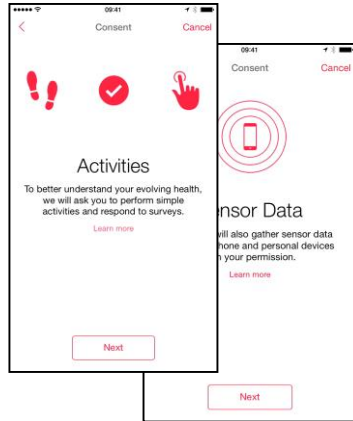 09:41
Consent
Cancel
Activities
To better understand your evolving health,
we will ask you to perform simple
activities and respond to surveys.
Learn more
Next
09:41
Consent
Cancel
nsor Data
will also gather sensor data
hone and personal devices
your permission.
Learn more
Next